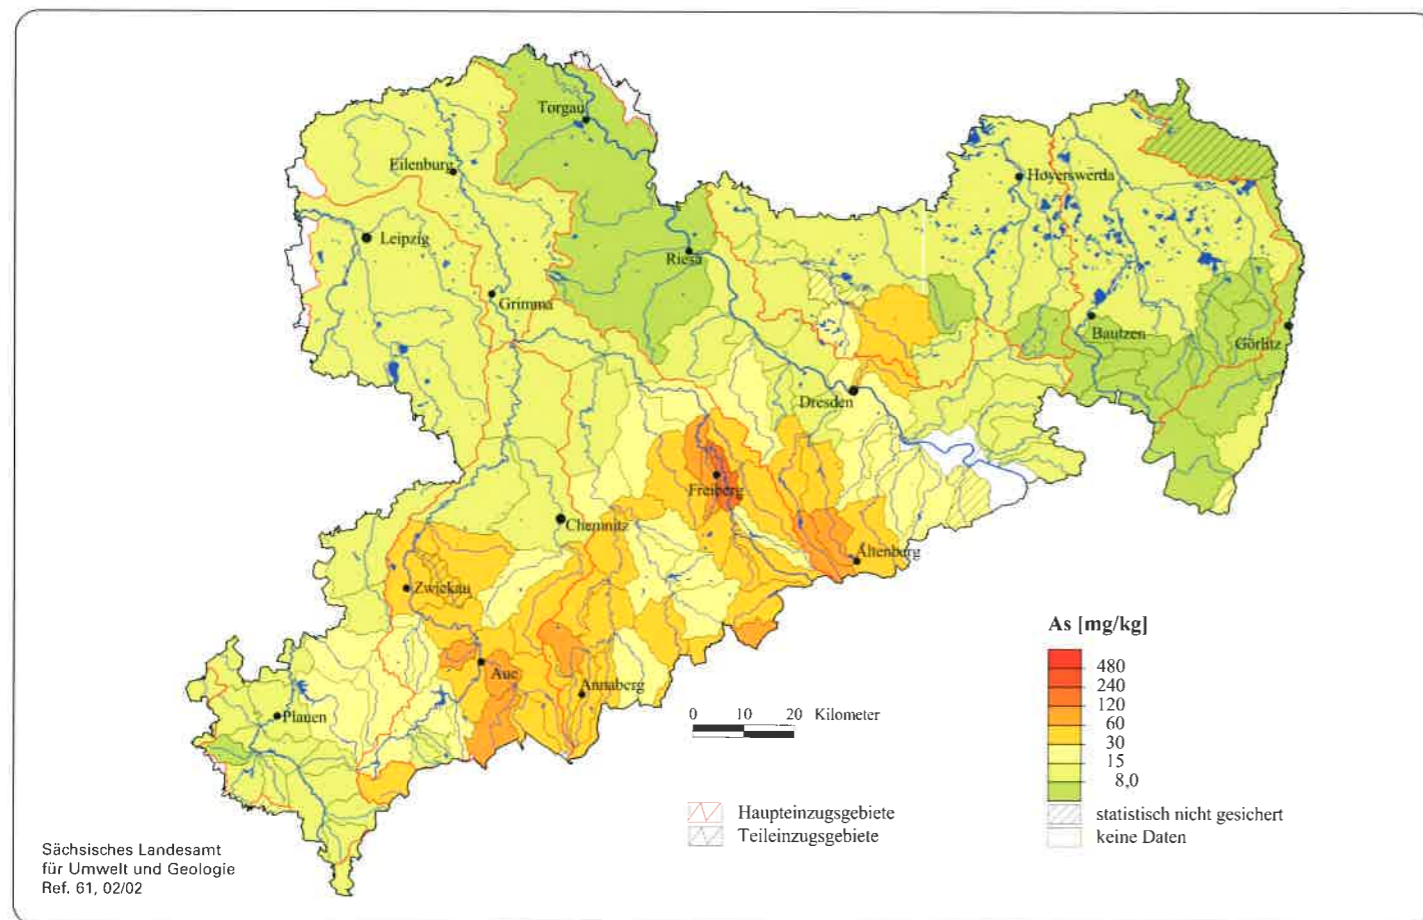 Torgau
Eilenburg
Hoyerswerda
Leipzig
Riesa
Grimma
Bautzen
Görlitz
Dresden
Freiberg
Chemnitz
Altenburg
Zwickau
Aue
Annaberg
Plauen
0 10 20 Kilometer
As [mg/kg]
480
240
120
60
30
15
8,0
Haupteinzugsgebiete
Teileinzugsgebiete
statistisch nicht gesichert
keine Daten
Sächsisches Landesamt
für Umwelt und Geologie
Ref. 61, 02/02